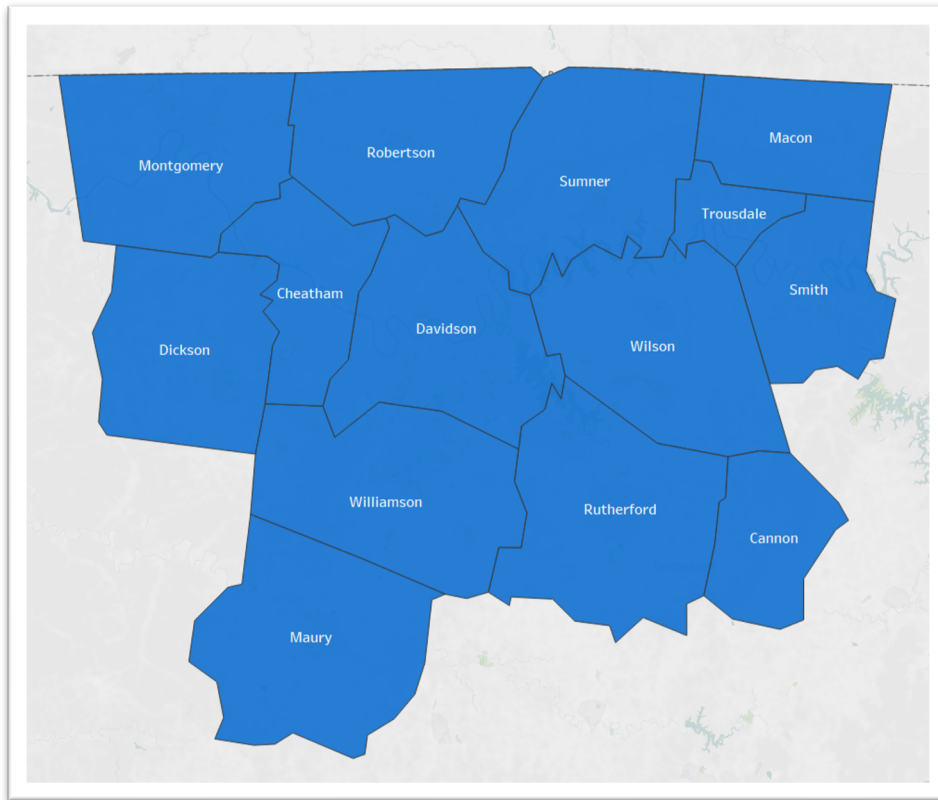 Macon
Robertson
Montgomery
Sumner
Trousdale
Smith
Cheatham
Davidson
Wilson
Dickson
Williamson
Rutherford
Cannon
Maury